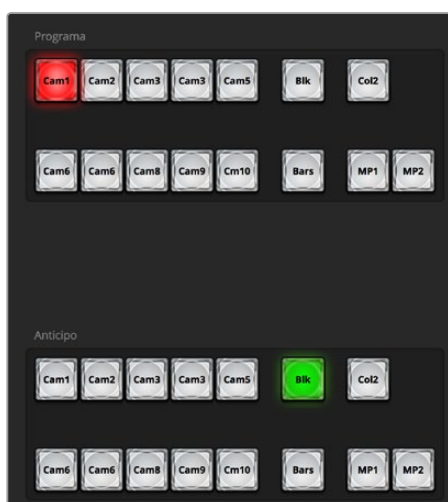 Programa
Cam1 Cam2 Cam3 Cam3 Cam5 Blk Col2
Cam6 Cam6 Cam8 Cam9 Cm10 Bars MP1 MP2
Anticipo
Cam1 Cam2 Cam3 Cam3 Cam5 Blk Col2
Cam6 Cam6 Cam8 Cam9 Cm10 Bars MP1 MP2